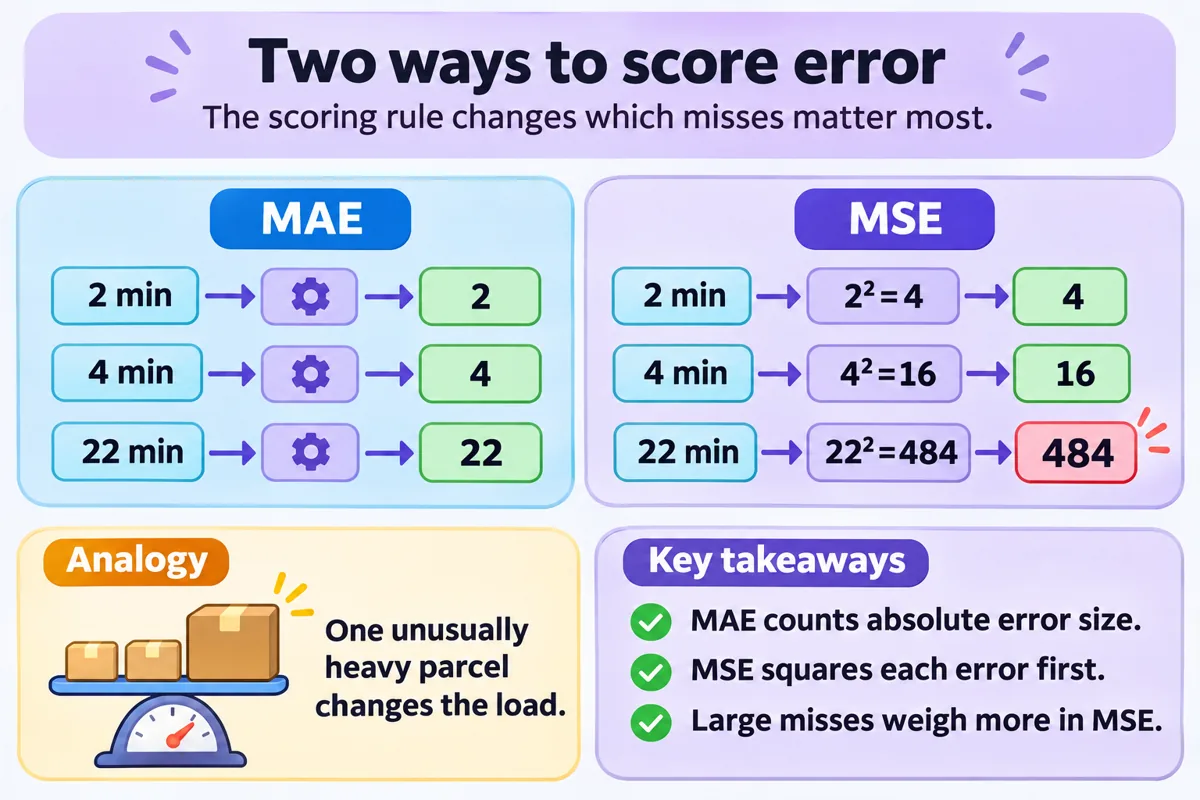 Two ways to score error
The scoring rule changes which misses matter most.
MAE
2 min → 2
4 min → 4
22 min → 22
MSE
2 min → 2² = 4 → 4
4 min → 4² = 16 → 16
22 min → 22² = 484 → 484
Analogy
One unusually
heavy parcel
changes the load.
Key takeaways
MAE counts absolute error size.
MSE squares each error first.
Large misses weigh more in MSE.